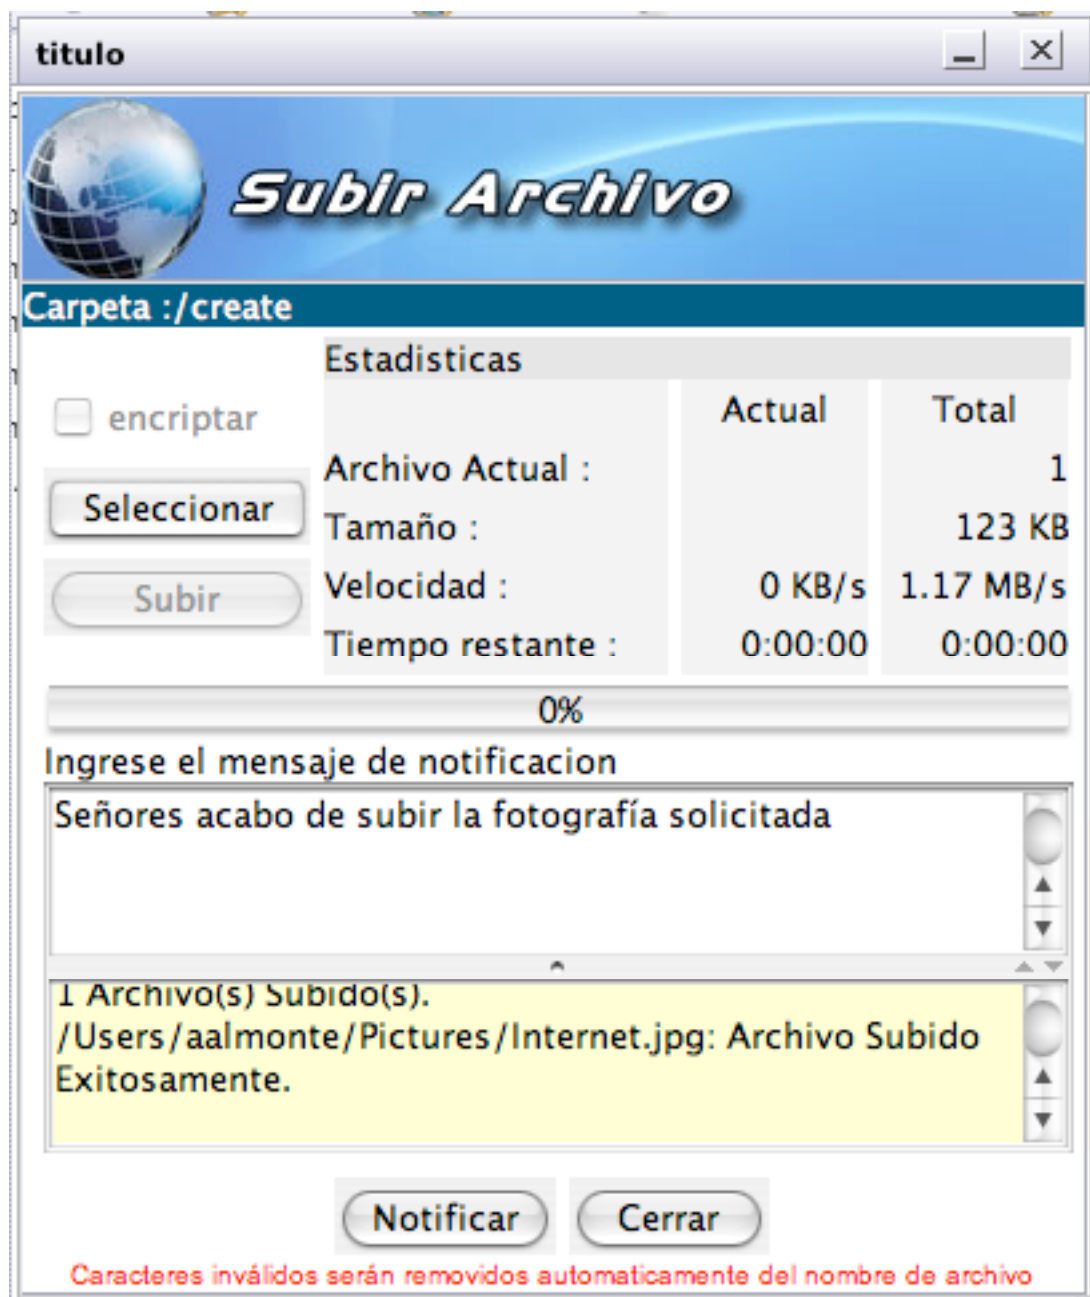 titulo
Subir Archivo
Carpeta :/create
Estadisticas
encriptar
Actual Total
Archivo Actual : 1
Seleccionar
Tamaño : 123 KB
Subir
Velocidad : 0 KB/s 1.17 MB/s
Tiempo restante : 0:00:00 0:00:00
0%
Ingrese el mensaje de notificacion
Señores acabo de subir la fotografía solicitada
1 Archivo(s) Subido(s).
/Users/aalmonte/Pictures/Internet.jpg: Archivo Subido
Exitosamente.
Notificar Cerrar
Caracteres inválidos serán removidos automaticamente del nombre de archivo